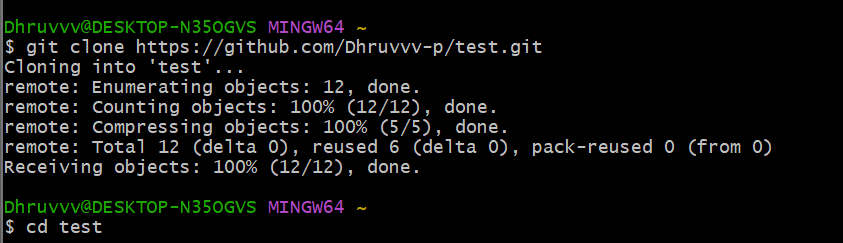 Dhruvvv@DESKTOP-N35OGVS MINGW64 ~
$ git clone https://github.com/Dhruvvv-p/test.git
Cloning into 'test'...
remote: Enumerating objects: 12, done.
remote: Counting objects: 100% (12/12), done.
remote: Compressing objects: 100% (5/5), done.
remote: Total 12 (delta 0), reused 6 (delta 0), pack-reused 0 (from 0)
Receiving objects: 100% (12/12), done.
Dhruvvv@DESKTOP-N35OGVS MINGW64 ~
$ cd test